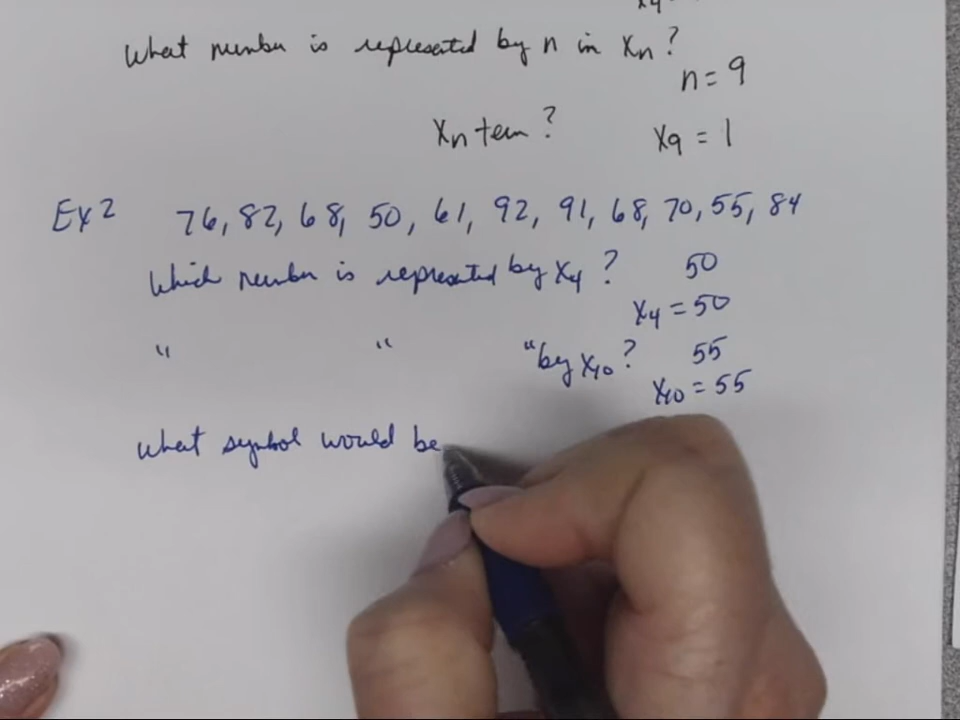 What number is represented by n in xn?
n = 9
xn term? x9 = 1
Ex 2 76, 82, 68, 50, 61, 92, 91, 68, 70, 55, 84
Which number is represented by x4? 50
x4 = 50
" " " by x10? 55
x10 = 55
What symbol would be